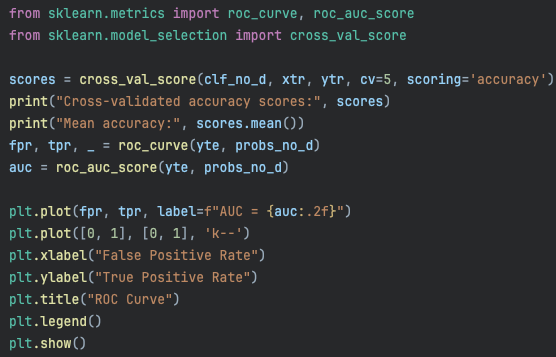 from sklearn.metrics import roc_curve, roc_auc_score
from sklearn.model_selection import cross_val_score
scores = cross_val_score(clf_no_d, xtr, ytr, cv=5, scoring='accuracy')
print("Cross-validated accuracy scores:", scores)
print("Mean accuracy:", scores.mean())
fpr, tpr, _ = roc_curve(yte, probs_no_d)
auc = roc_auc_score(yte, probs_no_d)
plt.plot(fpr, tpr, label=f"AUC = {auc:.2f}")
plt.plot([0, 1], [0, 1], 'k--')
plt.xlabel("False Positive Rate")
plt.ylabel("True Positive Rate")
plt.title("ROC Curve")
plt.legend()
plt.show()